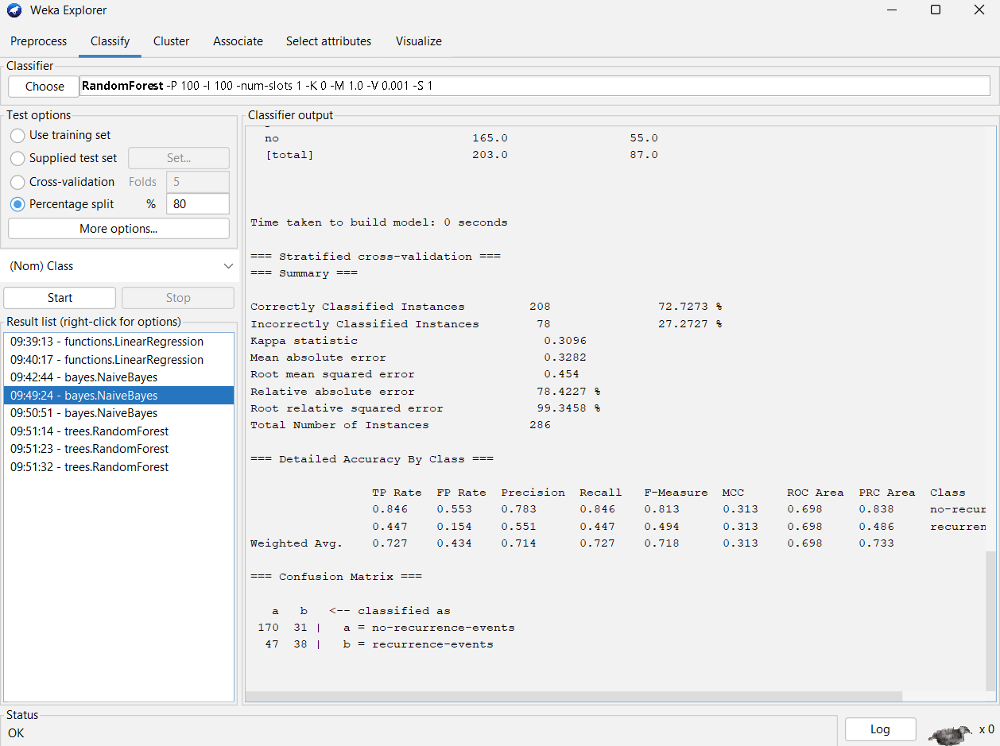 Weka Explorer
Preprocess Classify Cluster Associate Select attributes Visualize
Classifier
Choose RandomForest -P 100 -I 100 -num-slots 1 -K 0 -M 1.0 -V 0.001 -S 1
Test options
Use training set
Supplied test set Set...
Cross-validation Folds 5
Percentage split % 80
More options...
(Nom) Class
Start Stop
Result list (right-click for options)
09:39:13 - functions.LinearRegression
09:40:17 - functions.LinearRegression
09:42:44 - bayes.NaiveBayes
09:49:24 - bayes.NaiveBayes
09:50:51 - bayes.NaiveBayes
09:51:14 - trees.RandomForest
09:51:23 - trees.RandomForest
09:51:32 - trees.RandomForest
Classifier output
no 165.0 55.0
[total] 203.0 87.0
Time taken to build model: 0 seconds
=== Stratified cross-validation ===
=== Summary ===
Correctly Classified Instances 208 72.7273 %
Incorrectly Classified Instances 78 27.2727 %
Kappa statistic 0.3096
Mean absolute error 0.3282
Root mean squared error 0.454
Relative absolute error 78.4227 %
Root relative squared error 99.3458 %
Total Number of Instances 286
=== Detailed Accuracy By Class ===
TP Rate FP Rate Precision Recall F-Measure MCC ROC Area PRC Area Class
0.846 0.553 0.783 0.846 0.813 0.313 0.698 0.838 no-recur
0.447 0.154 0.551 0.447 0.494 0.313 0.698 0.486 recurren
Weighted Avg. 0.727 0.434 0.714 0.727 0.718 0.313 0.698 0.733
=== Confusion Matrix ===
a b <-- classified as
170 31 | a = no-recurrence-events
47 38 | b = recurrence-events
Status
OK
Log
x 0